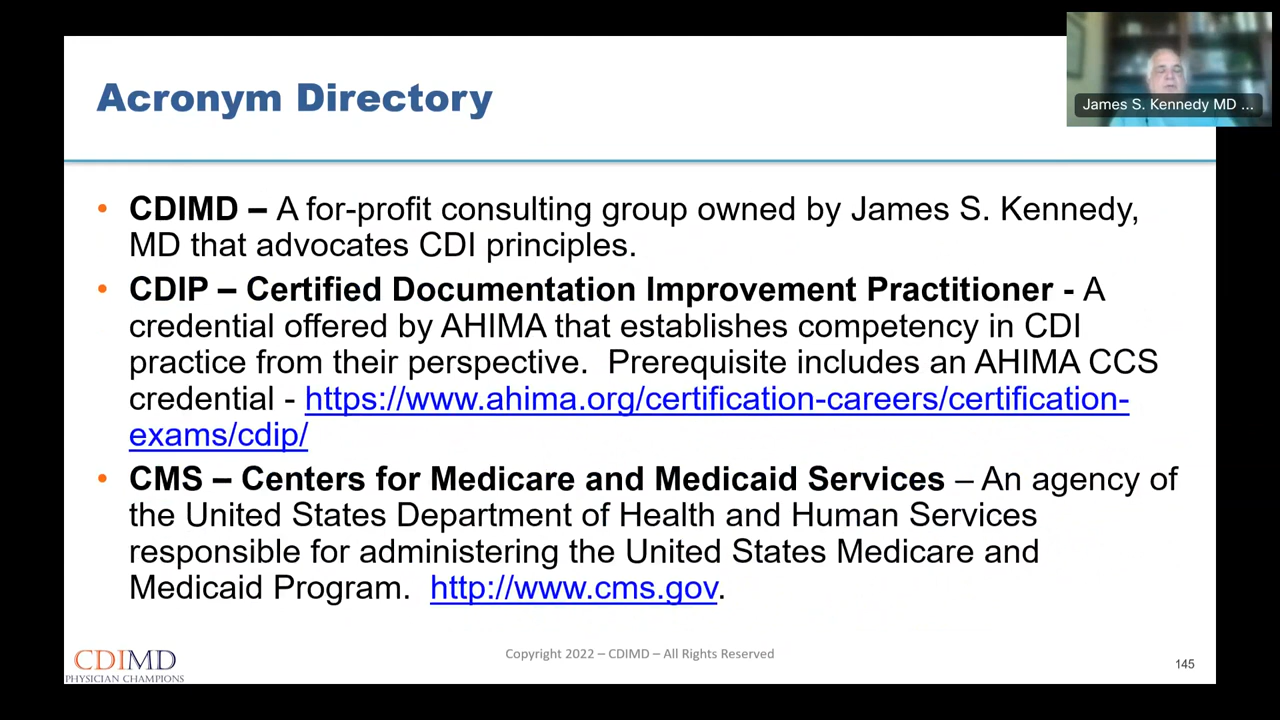 Acronym Directory
James S. Kennedy MD ...
• CDIMD – A for-profit consulting group owned by James S. Kennedy,
MD that advocates CDI principles.
• CDIP – Certified Documentation Improvement Practitioner - A
credential offered by AHIMA that establishes competency in CDI
practice from their perspective.  Prerequisite includes an AHIMA CCS
credential - https://www.ahima.org/certification-careers/certification-
exams/cdip/
• CMS – Centers for Medicare and Medicaid Services – An agency of
the United States Department of Health and Human Services
responsible for administering the United States Medicare and
Medicaid Program.  http://www.cms.gov.
CDIMD
PHYSICIAN CHAMPIONS
Copyright 2022 – CDIMD – All Rights Reserved
145